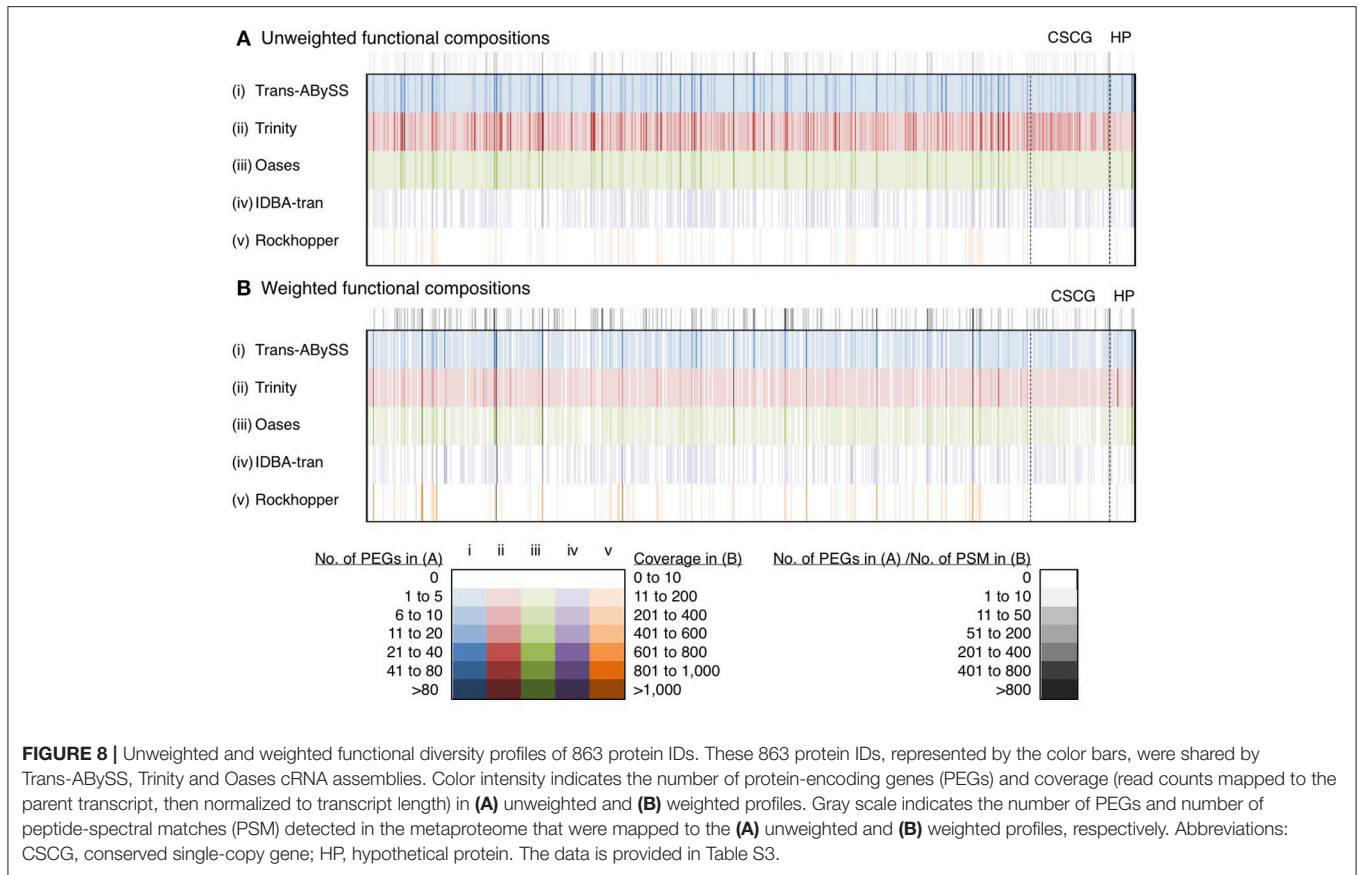 A Unweighted functional compositions
CSCG HP
(i) Trans-ABySS
(ii) Trinity
(iii) Oases
(iv) IDBA-tran
(v) Rockhopper
B Weighted functional compositions
CSCG HP
(i) Trans-ABySS
(ii) Trinity
(iii) Oases
(iv) IDBA-tran
(v) Rockhopper
No. of PEGs in (A) i ii iii iv v Coverage in (B)
0 0 to 10
1 to 5 11 to 200
6 to 10 201 to 400
11 to 20 401 to 600
21 to 40 601 to 800
41 to 80 801 to 1,000
>80 >1,000
No. of PEGs in (A) /No. of PSM in (B)
0
1 to 10
11 to 50
51 to 200
201 to 400
401 to 800
>800
FIGURE 8 | Unweighted and weighted functional diversity profiles of 863 protein IDs. These 863 protein IDs, represented by the color bars, were shared by
Trans-ABySS, Trinity and Oases cRNA assemblies. Color intensity indicates the number of protein-encoding genes (PEGs) and coverage (read counts mapped to the
parent transcript, then normalized to transcript length) in (A) unweighted and (B) weighted profiles. Gray scale indicates the number of PEGs and number of
peptide-spectral matches (PSM) detected in the metaproteome that were mapped to the (A) unweighted and (B) weighted profiles, respectively. Abbreviations:
CSCG, conserved single-copy gene; HP, hypothetical protein. The data is provided in Table S3.